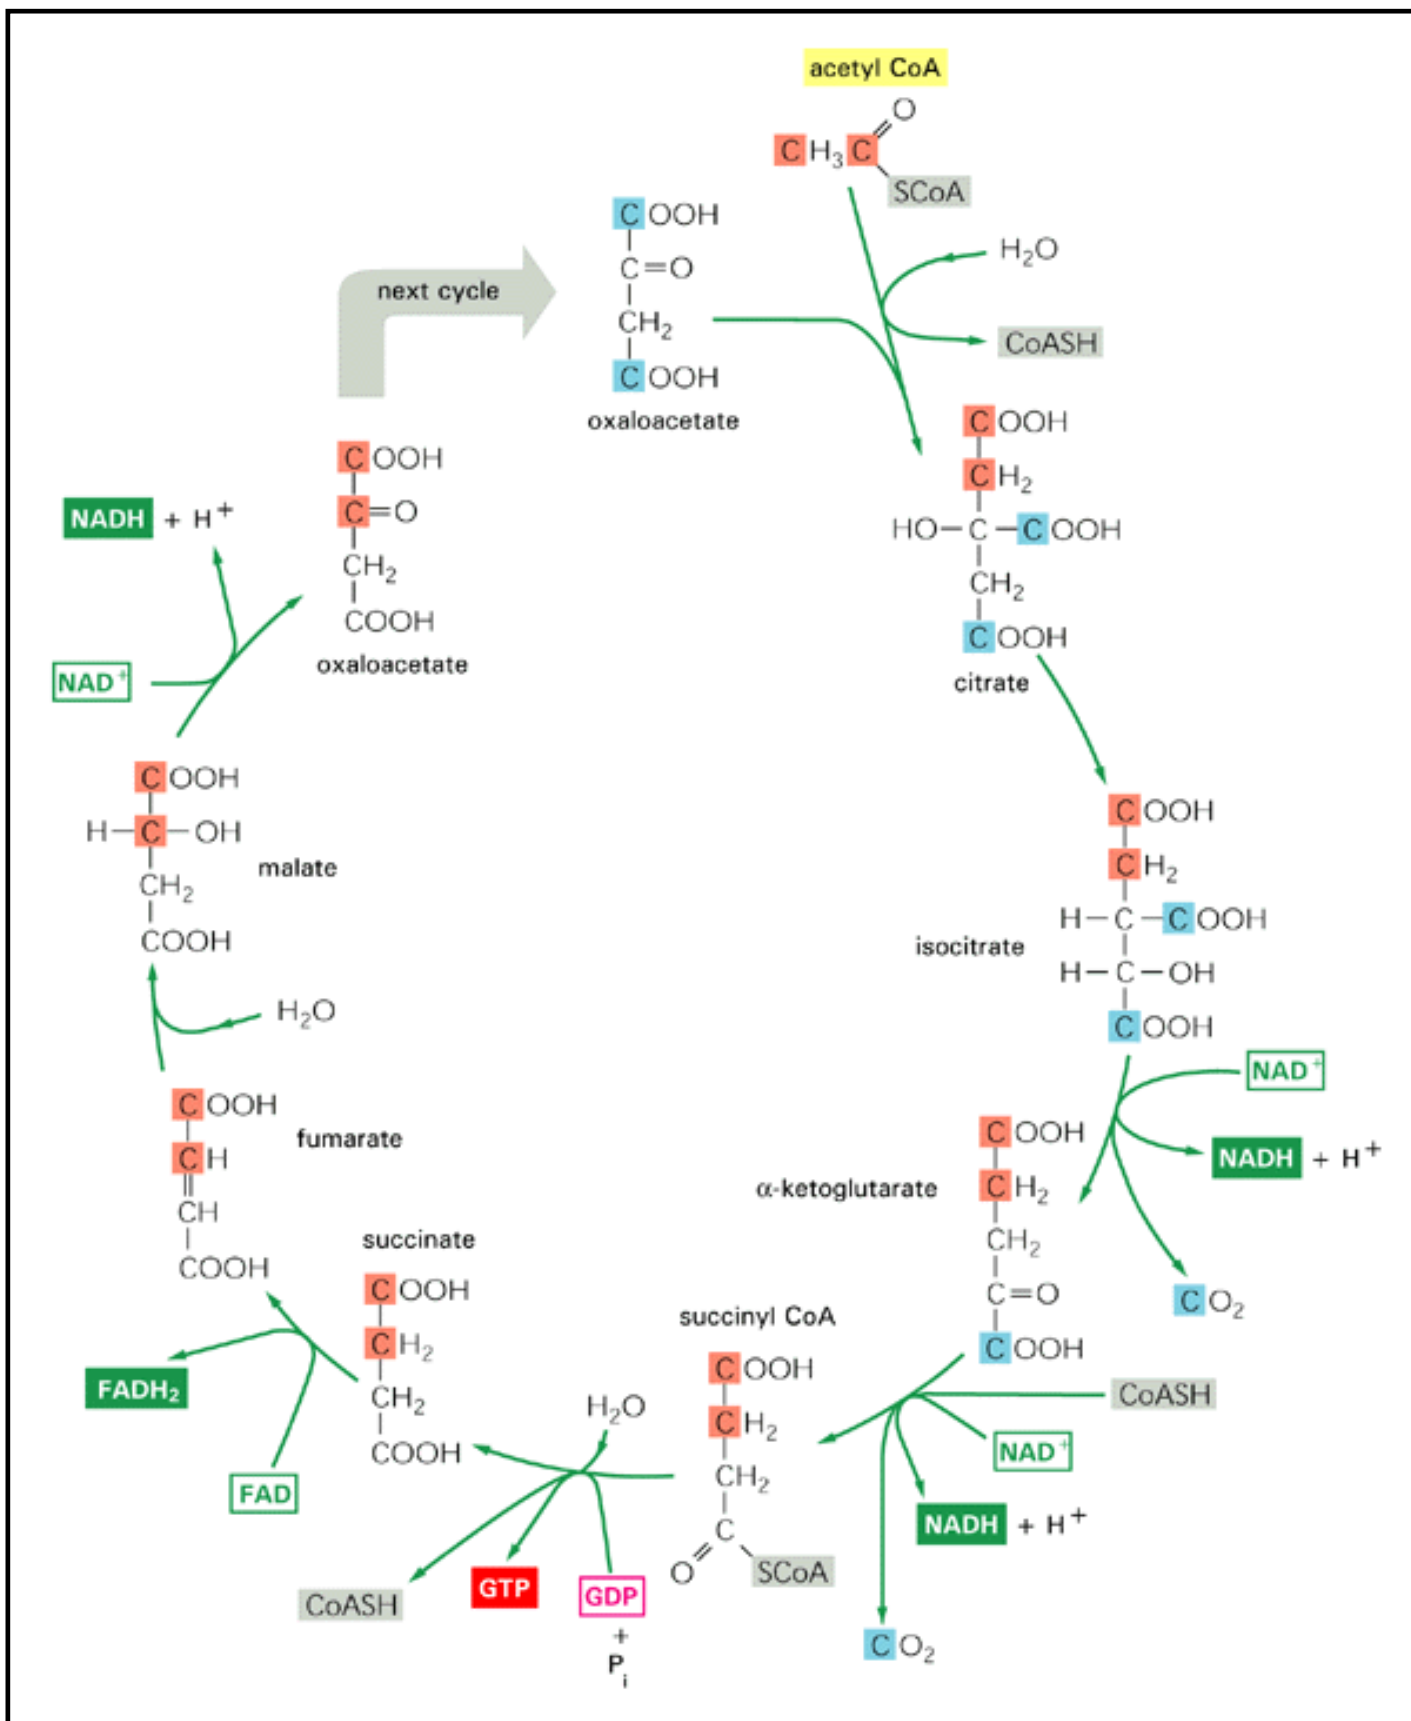 acetyl CoA
O
CH₃C
SCoA
H₂O
CoASH
COOH
C=O
CH₂
COOH
oxaloacetate
next cycle
COOH
CH₂
HO—C—COOH
CH₂
COOH
citrate
COOH
CH₂
H—C—COOH
H—C—OH
COOH
isocitrate
NAD⁺
NADH + H⁺
CO₂
COOH
CH₂
CH₂
C=O
COOH
α-ketoglutarate
CoASH
NAD⁺
NADH + H⁺
CO₂
succinyl CoA
COOH
CH₂
CH₂
C
O
SCoA
H₂O
GTP
GDP
+
Pᵢ
CoASH
succinate
COOH
CH₂
CH₂
COOH
FAD
FADH₂
COOH
CH
CH
COOH
fumarate
H₂O
COOH
H—C—OH
CH₂
COOH
malate
NAD⁺
NADH + H⁺
COOH
C=O
CH₂
COOH
oxaloacetate